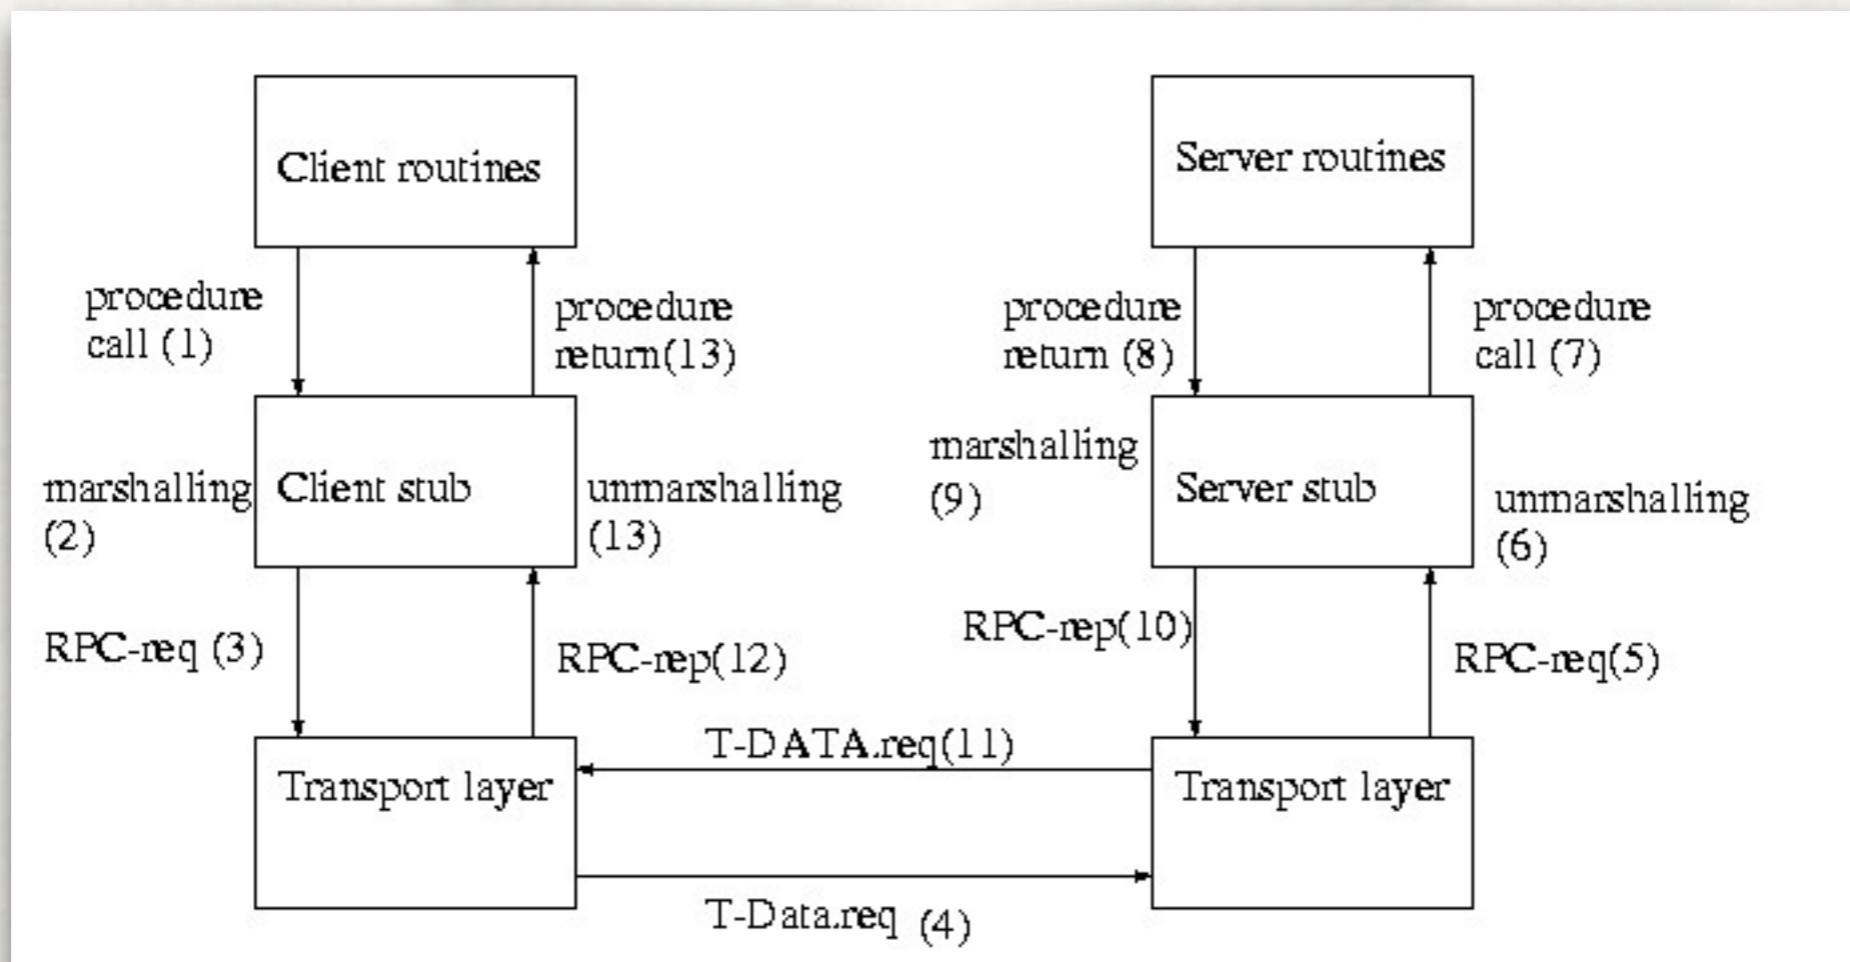 Client routines
Server routines
procedure
call (1)
procedure
return(13)
procedure
return (8)
procedure
call (7)
marshalling
(2)
Client stub
unmarshalling
(13)
marshalling
(9)
Server stub
unmarshalling
(6)
RPC-req (3)
RPC-rep(12)
RPC-rep(10)
RPC-req(5)
T-DATA.req(11)
Transport layer
Transport layer
T-Data.req (4)